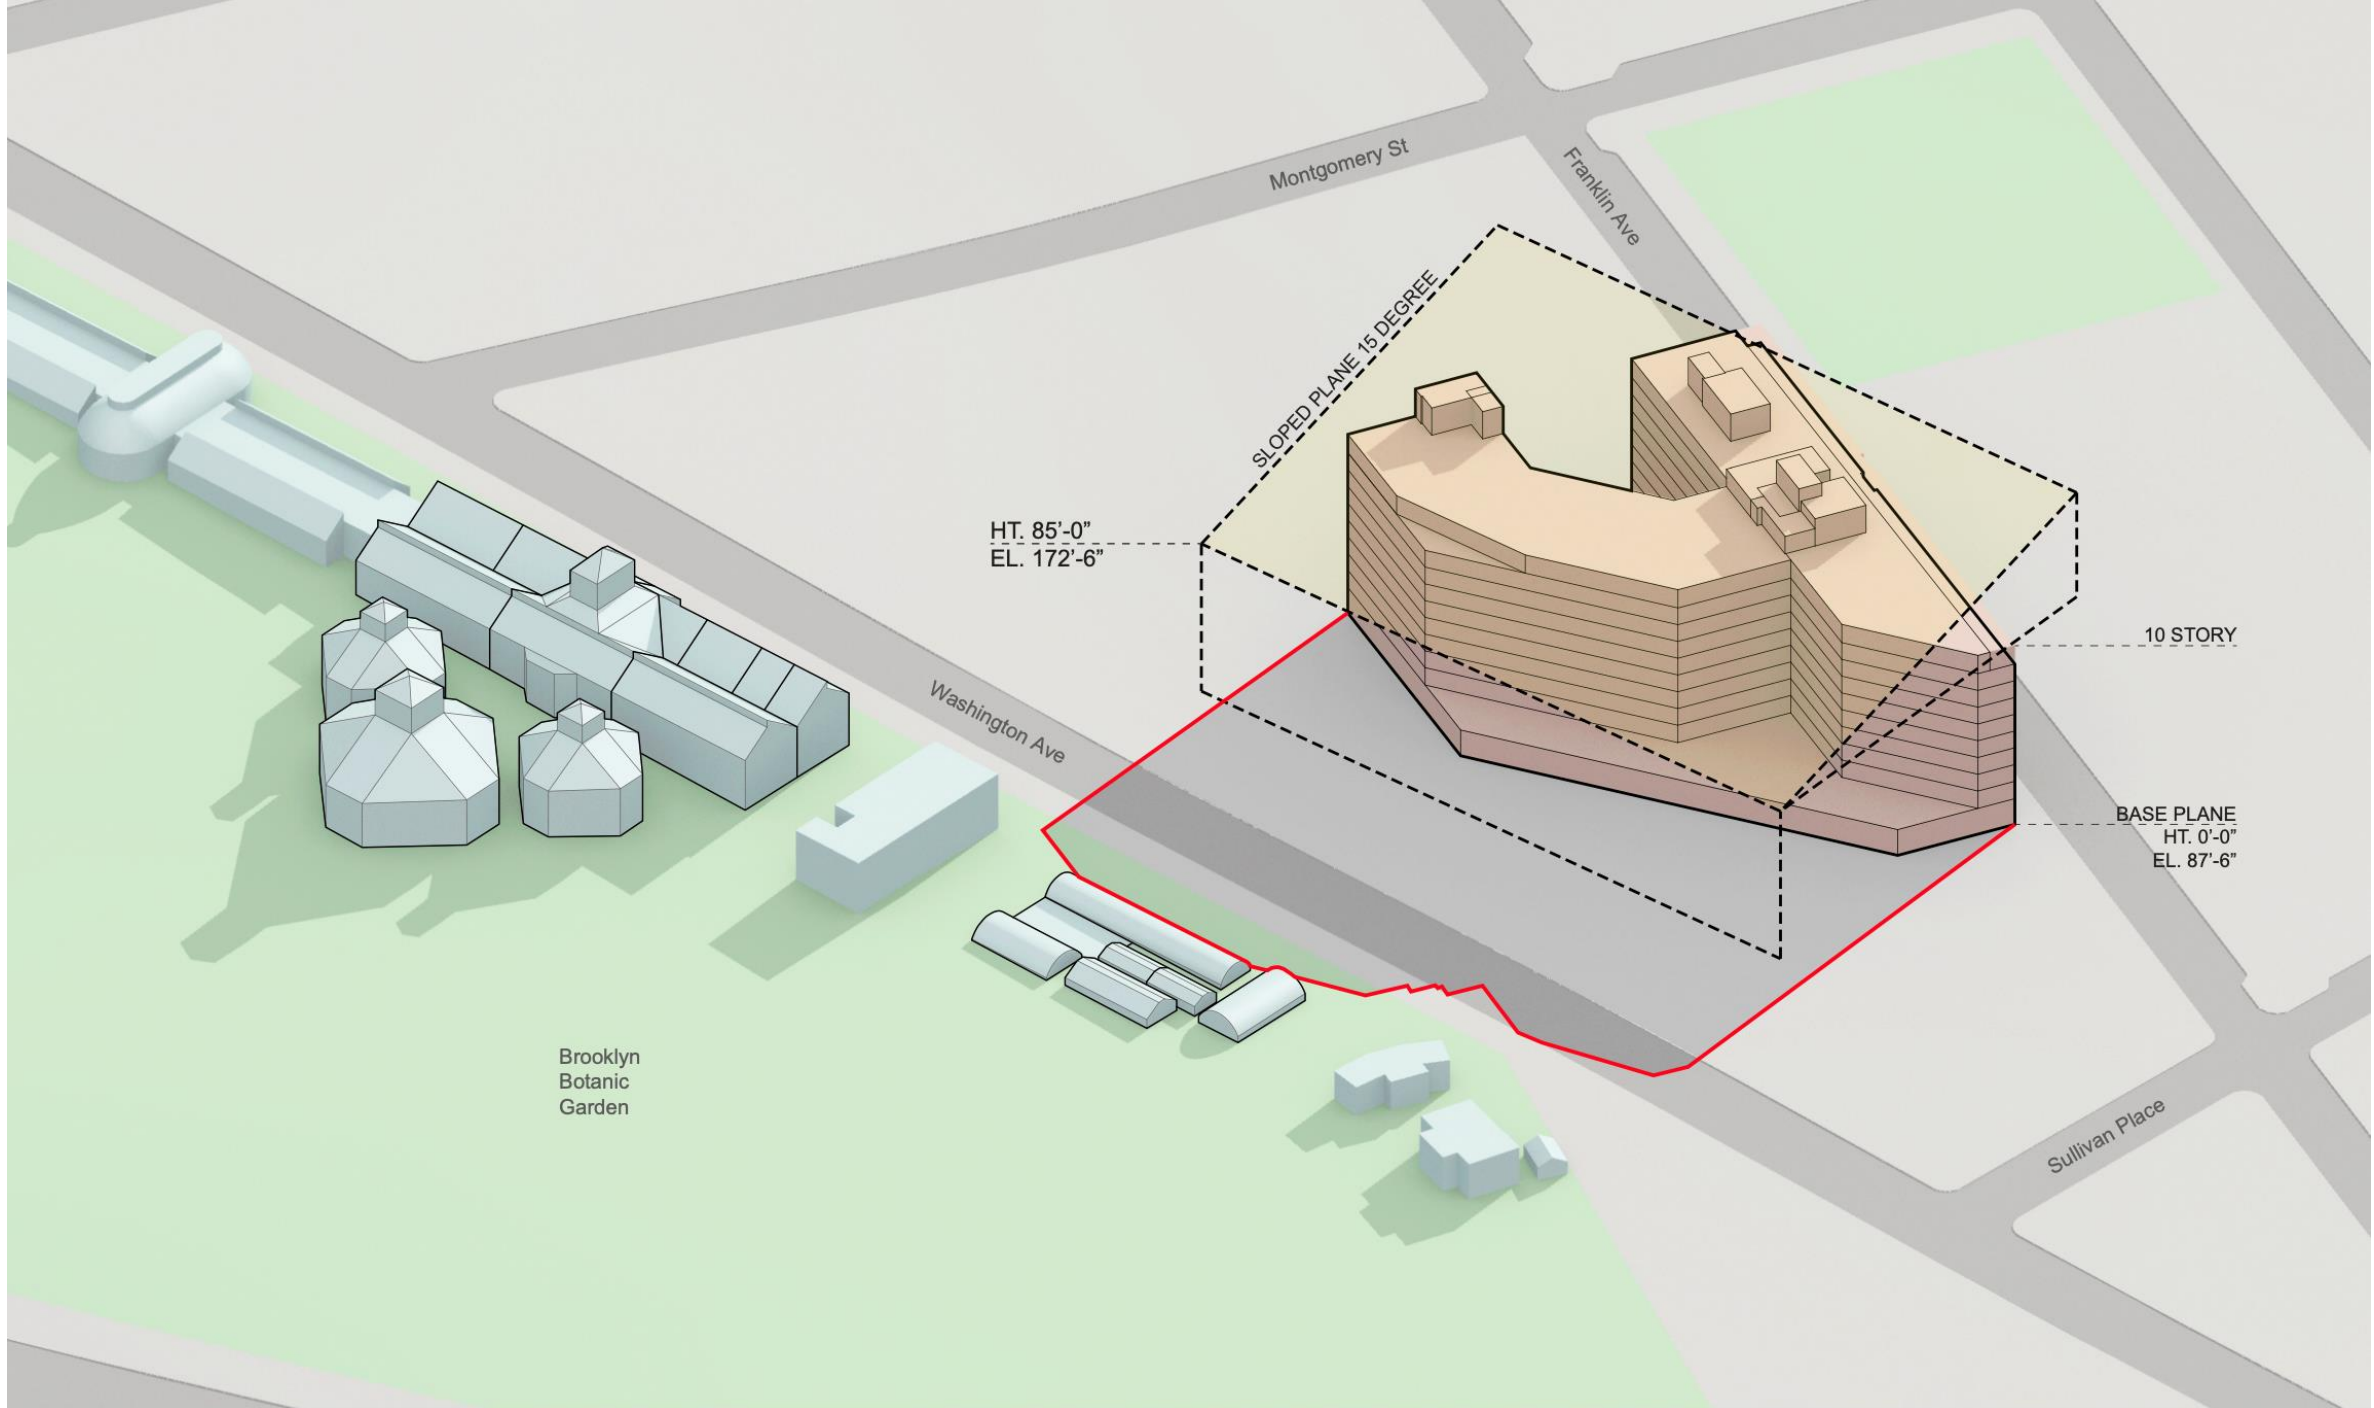 Montgomery St
Franklin Ave
SLOPED PLANE 15 DEGREE
HT. 85'-0”
EL. 172'-6”
10 STORY
Washington Ave
BASE PLANE
HT. 0'-0”
EL. 87'-6”
Brooklyn
Botanic
Garden
Sullivan Place